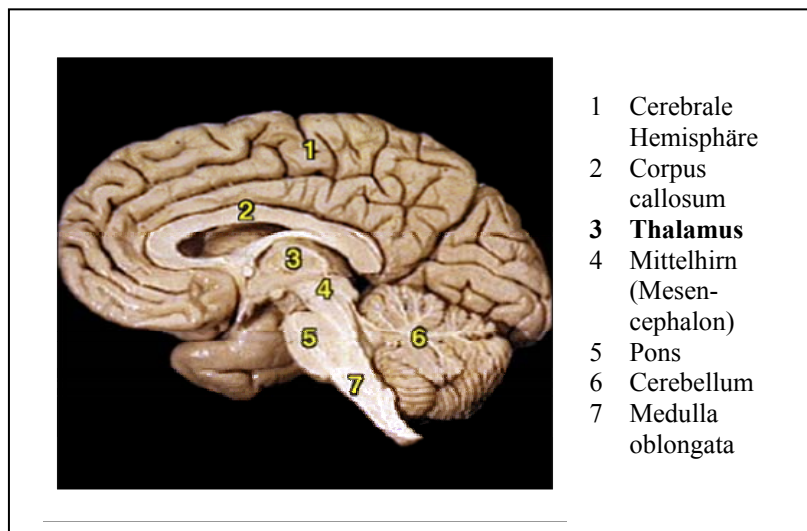 1
2
3
4
5
6
7
1 Cerebrale
Hemisphäre
2 Corpus
callosum
3 Thalamus
4 Mittelhirn
(Mesen-
cephalon)
5 Pons
6 Cerebellum
7 Medulla
oblongata